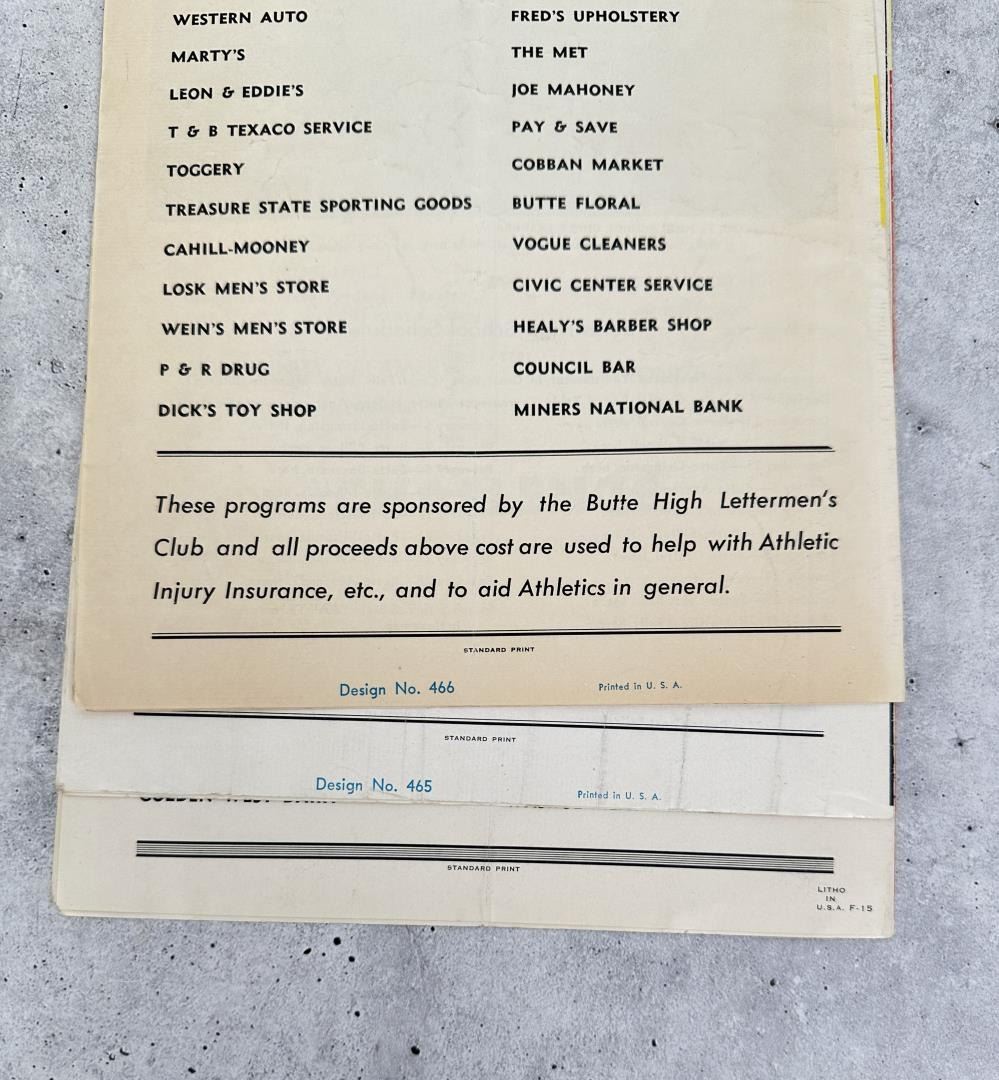 WESTERN AUTO FRED'S UPHOLSTERY
MARTY'S THE MET
LEON & EDDIE'S JOE MAHONEY
T & B TEXACO SERVICE PAY & SAVE
TOGGERY COBBAN MARKET
TREASURE STATE SPORTING GOODS BUTTE FLORAL
CAHILL-MOONEY VOGUE CLEANERS
LOSK MEN'S STORE CIVIC CENTER SERVICE
WEIN'S MEN'S STORE HEALY'S BARBER SHOP
P & R DRUG COUNCIL BAR
DICK'S TOY SHOP MINERS NATIONAL BANK
These programs are sponsored by the Butte High Lettermen's
Club and all proceeds above cost are used to help with Athletic
Injury Insurance, etc., and to aid Athletics in general.
STANDARD PRINT
Design No. 466 Printed in U. S. A.
STANDARD PRINT
Design No. 465 Printed in U. S. A.
STANDARD PRINT
LITHO
IN
U.S.A. F-15